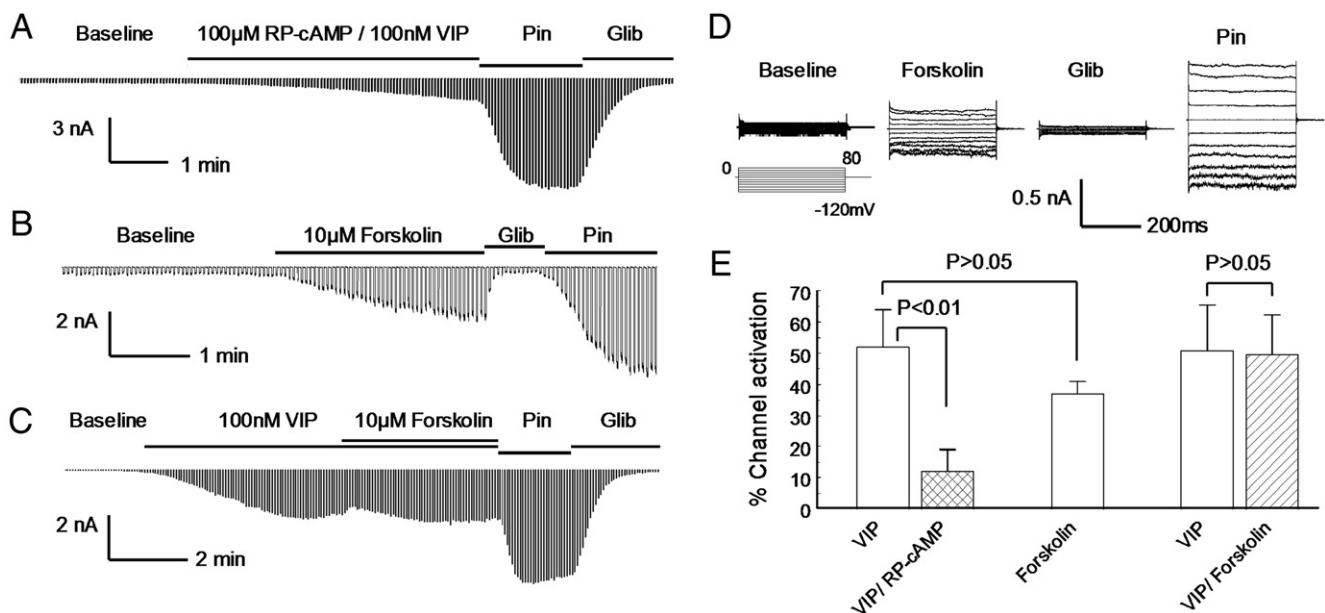 A
Baseline 100µM RP-cAMP / 100nM VIP Pin Glib
3 nA
1 min
B
Baseline 10µM Forskolin Glib Pin
2 nA
1 min
C
Baseline 100nM VIP 10µM Forskolin Pin Glib
2 nA
2 min
D
Pin
Baseline Forskolin Glib
0 80
-120mV
0.5 nA
200ms
E
P>0.05 P>0.05
P<0.01
% Channel activation
70
60
50
40
30
20
10
0
VIP
VIP/ RP-cAMP
Forskolin
VIP
VIP/ Forskolin